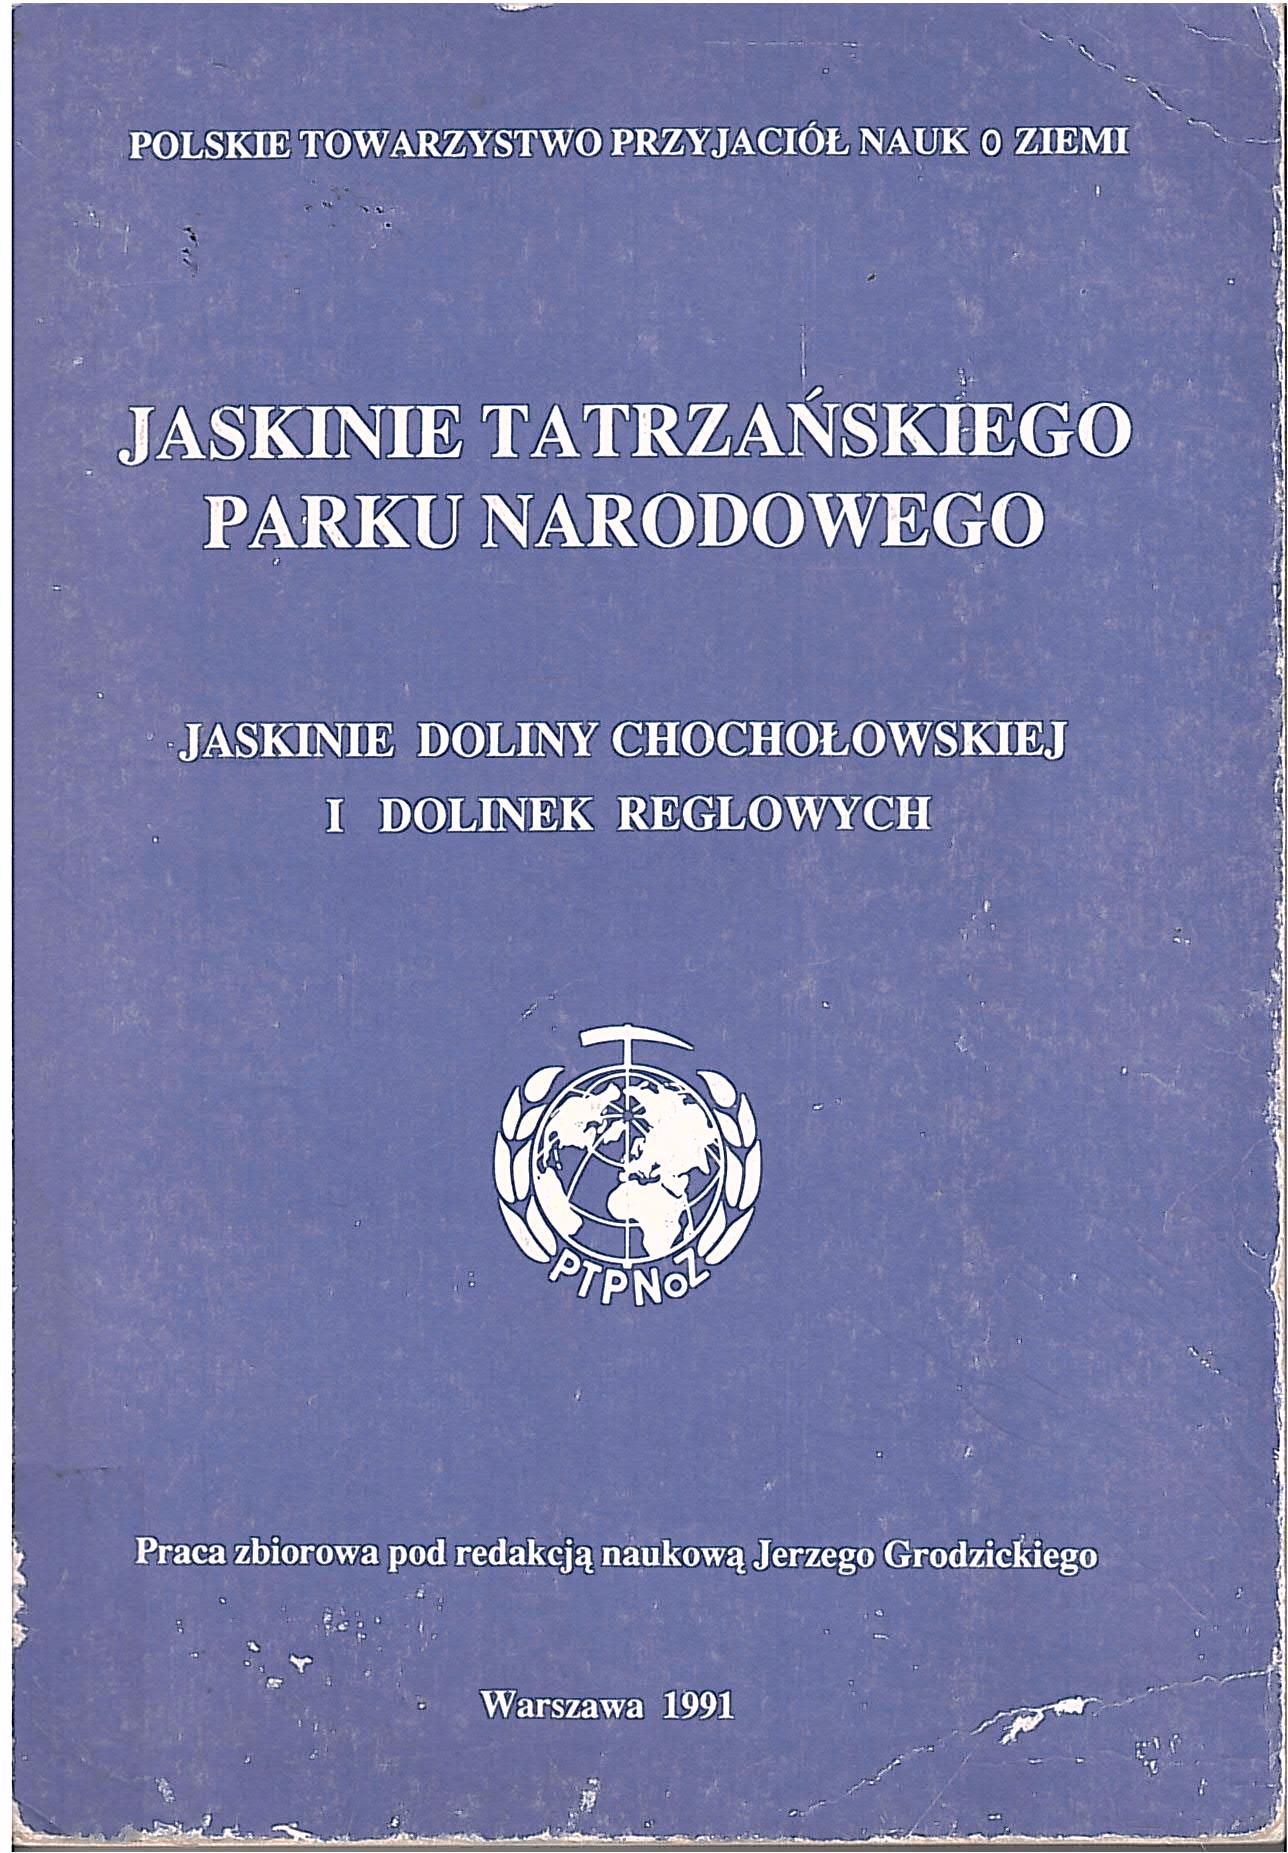 POLSKIE TOWARZYSTWO PRZYJACIÓŁ NAUK O ZIEMI
JASKINIE TATRZAŃSKIEGO
PARKU NARODOWEGO
JASKINIE DOLINY CHOCHOŁOWSKIEJ
I DOLINEK REGLOWYCH
PTPNoZ
Praca zbiorowa pod redakcją naukową Jerzego Grodzickiego
Warszawa 1991